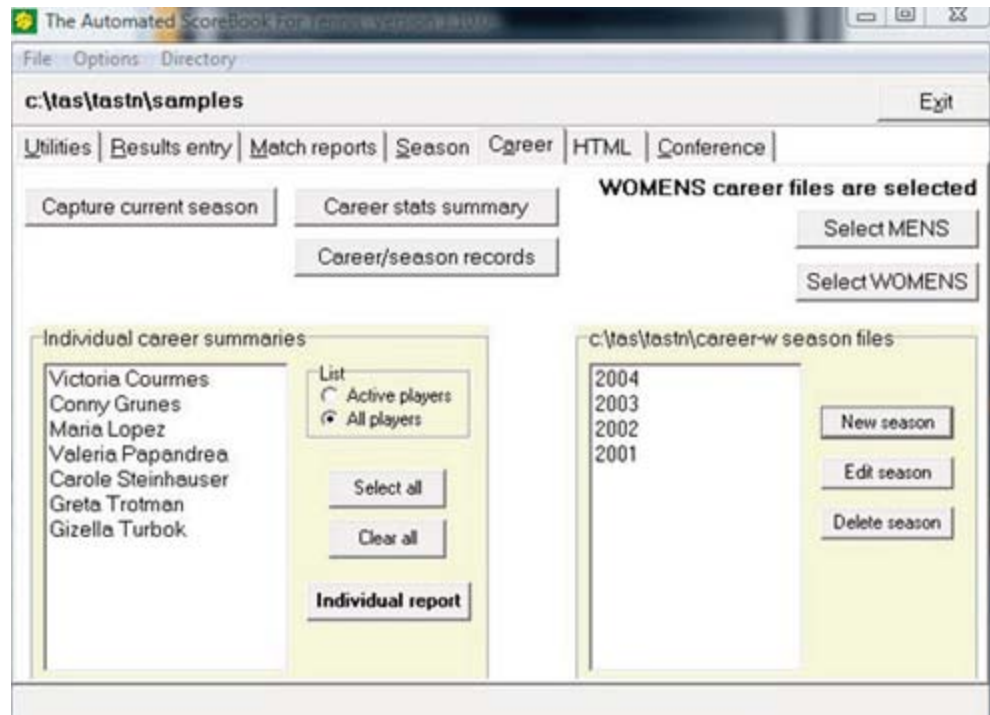 The Automated ScoreBook For Tennis
File Options Directory
c:\tas\tastn\samples
Exit
Utilities Results entry Match reports Season Career HTML Conference
WOMENS career files are selected
Capture current season
Career stats summary
Select MENS
Career/season records
Select WOMENS
Individual career summaries
Victoria Courmes
Conny Grunes
Maria Lopez
Valeria Papandrea
Carole Steinhauser
Greta Trotman
Gizella Turbok
List
Active players
All players
Select all
Clear all
Individual report
c:\tas\tastn\career-w season files
2004
2003
2002
2001
New season
Edit season
Delete season